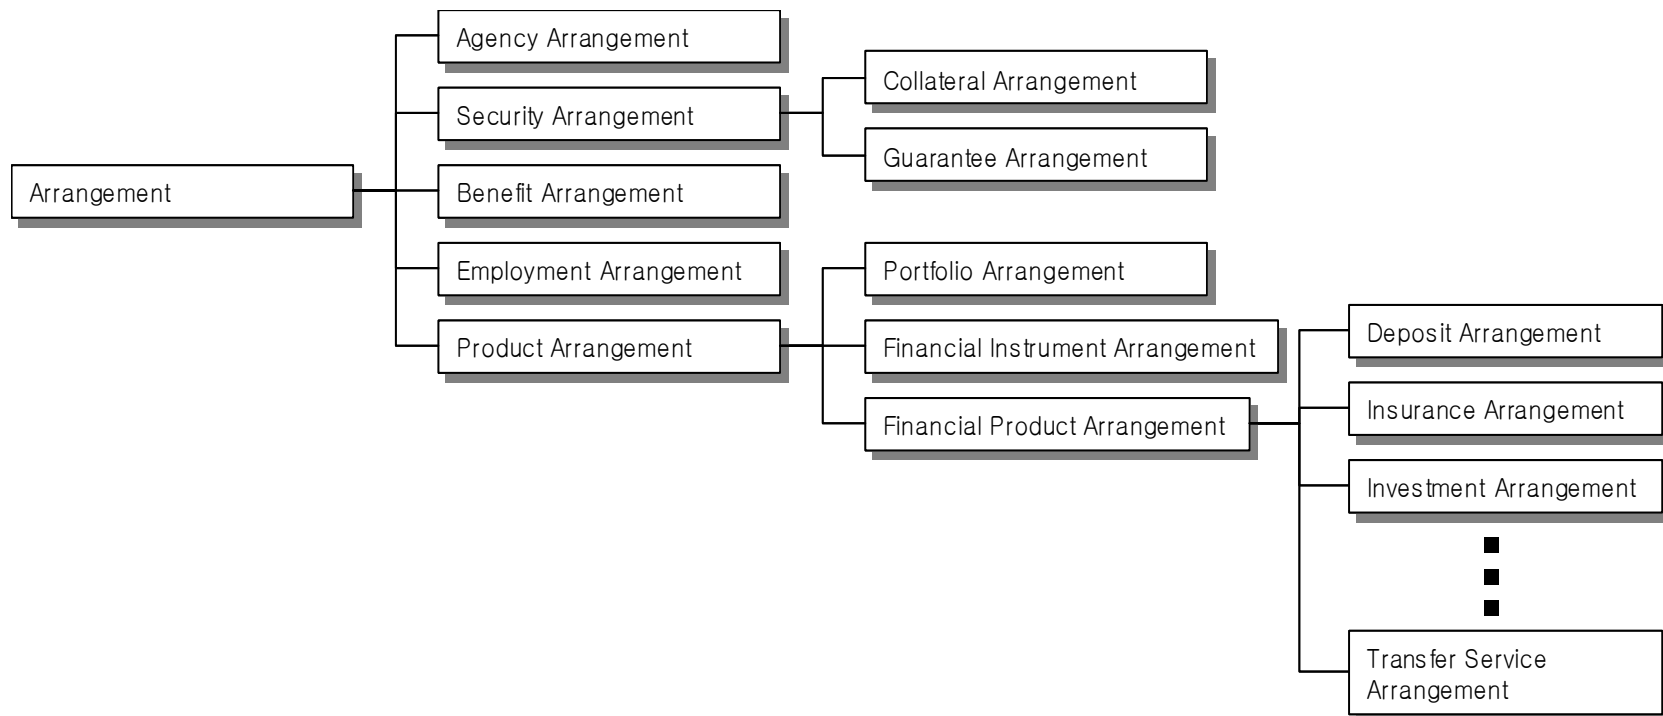 Agency Arrangement
Collateral Arrangement
Security Arrangement
Guarantee Arrangement
Arrangement
Benefit Arrangement
Employment Arrangement
Portfolio Arrangement
Product Arrangement
Financial Instrument Arrangement
Deposit Arrangement
Financial Product Arrangement
Insurance Arrangement
Investment Arrangement
Transfer Service
Arrangement